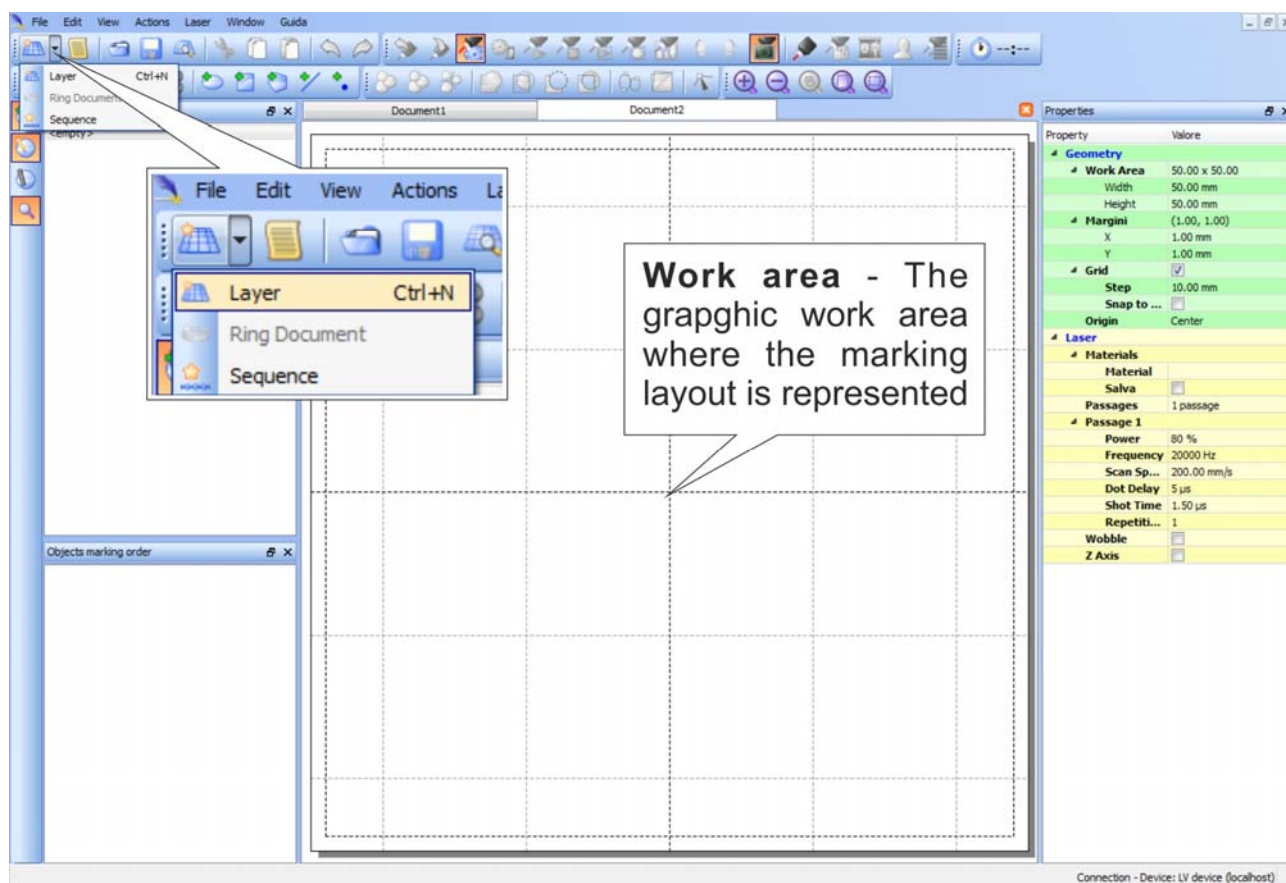 File Edit View Actions Laser Window Guida
--:--
Layer Ctrl+N
Ring Document
Sequence
<empty>
Document1 Document2
File Edit View Actions La
Layer Ctrl+N
Ring Document
Sequence
Work area - The
grapghic work area
where the marking
layout is represented
Objects marking order
Properties
Property Valore
Geometry
Work Area 50.00 x 50.00
Width 50.00 mm
Height 50.00 mm
Margini (1.00, 1.00)
X 1.00 mm
Y 1.00 mm
Grid
Step 10.00 mm
Snap to ...
Origin Center
Laser
Materials
Material
Salva
Passages 1 passage
Passage 1
Power 80 %
Frequency 20000 Hz
Scan Sp... 200.00 mm/s
Dot Delay 5 µs
Shot Time 1.50 µs
Repetiti... 1
Wobble
Z Axis
Connection - Device: LV device (localhost)